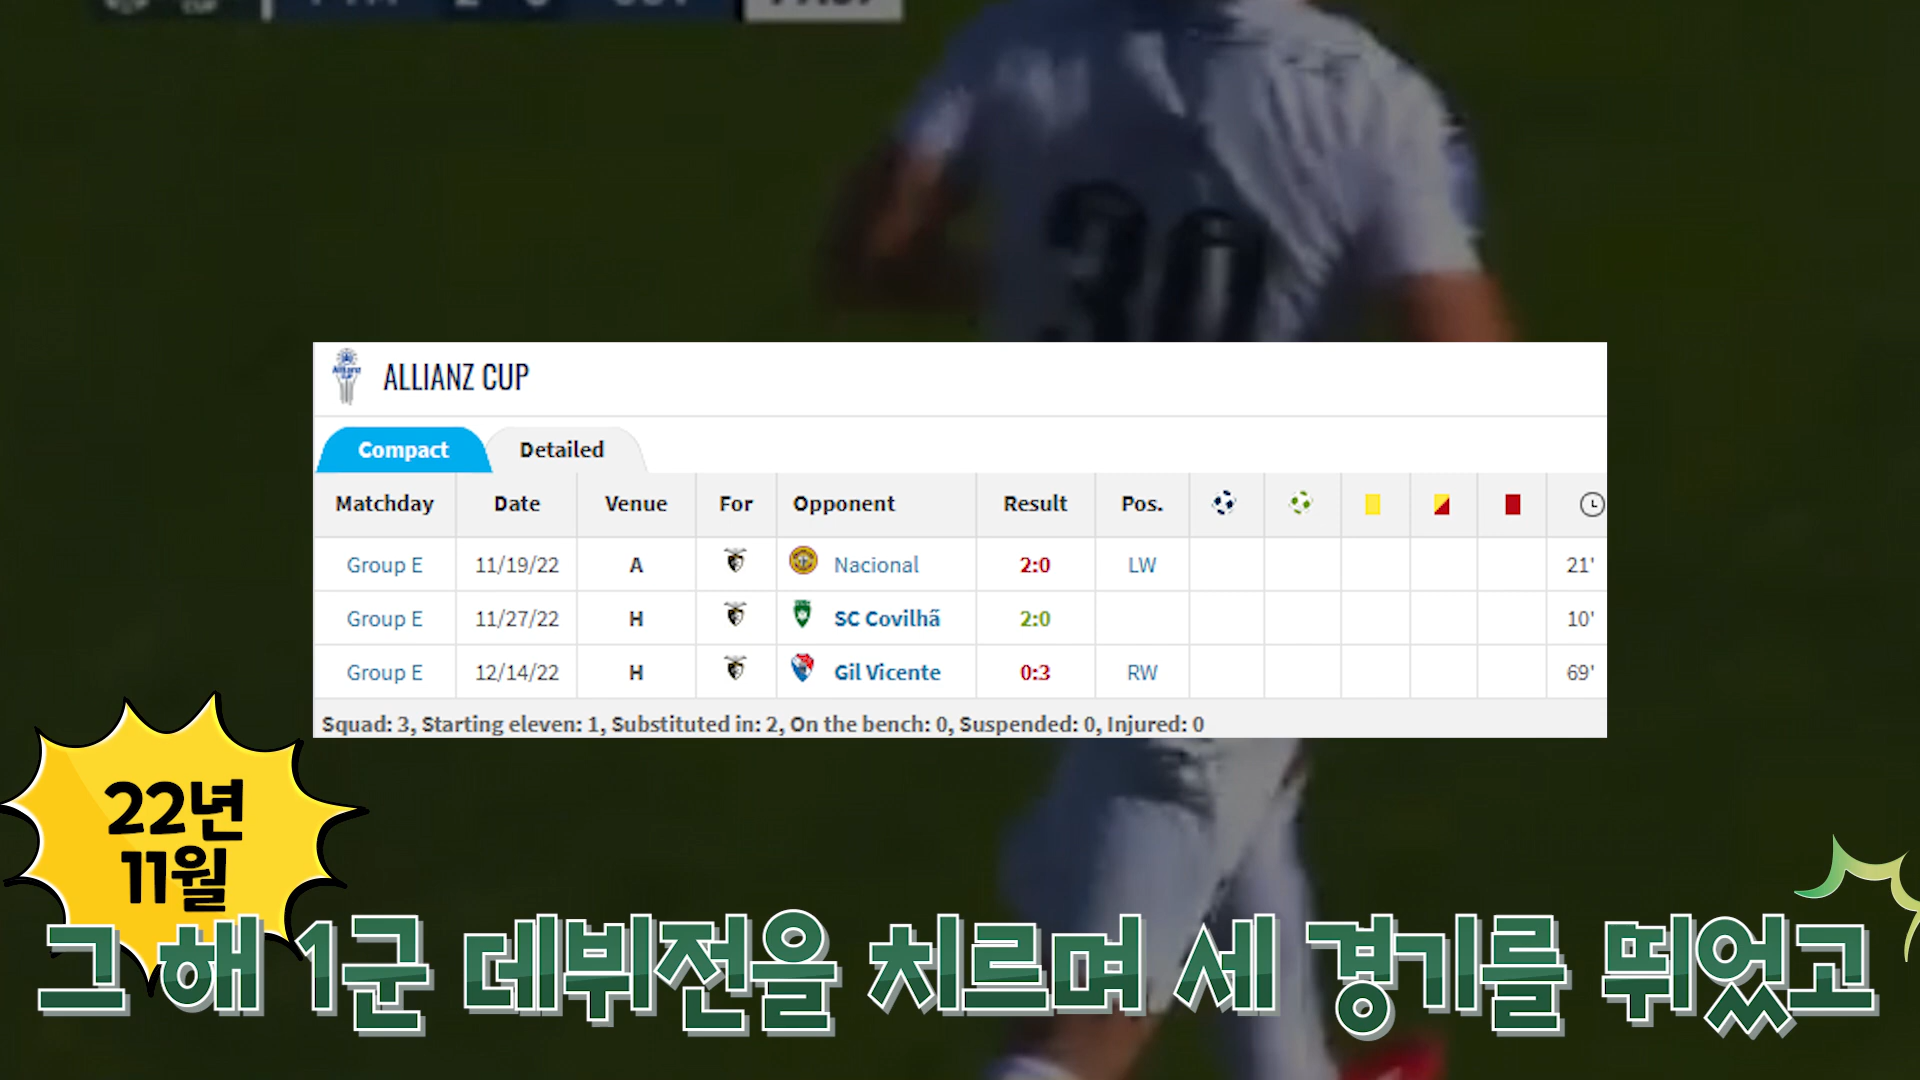 30
ALLIANZ CUP
Compact Detailed
Matchday Date Venue For Opponent Result Pos.
Group E 11/19/22 A Nacional 2:0 LW 21'
Group E 11/27/22 H SC Covilhã 2:0 10'
Group E 12/14/22 H Gil Vicente 0:3 RW 69'
Squad: 3, Starting eleven: 1, Substituted in: 2, On the bench: 0, Suspended: 0, Injured: 0
22년
11월
그 해 1군 데뷔전을 치르며 세 경기를 뛰었고